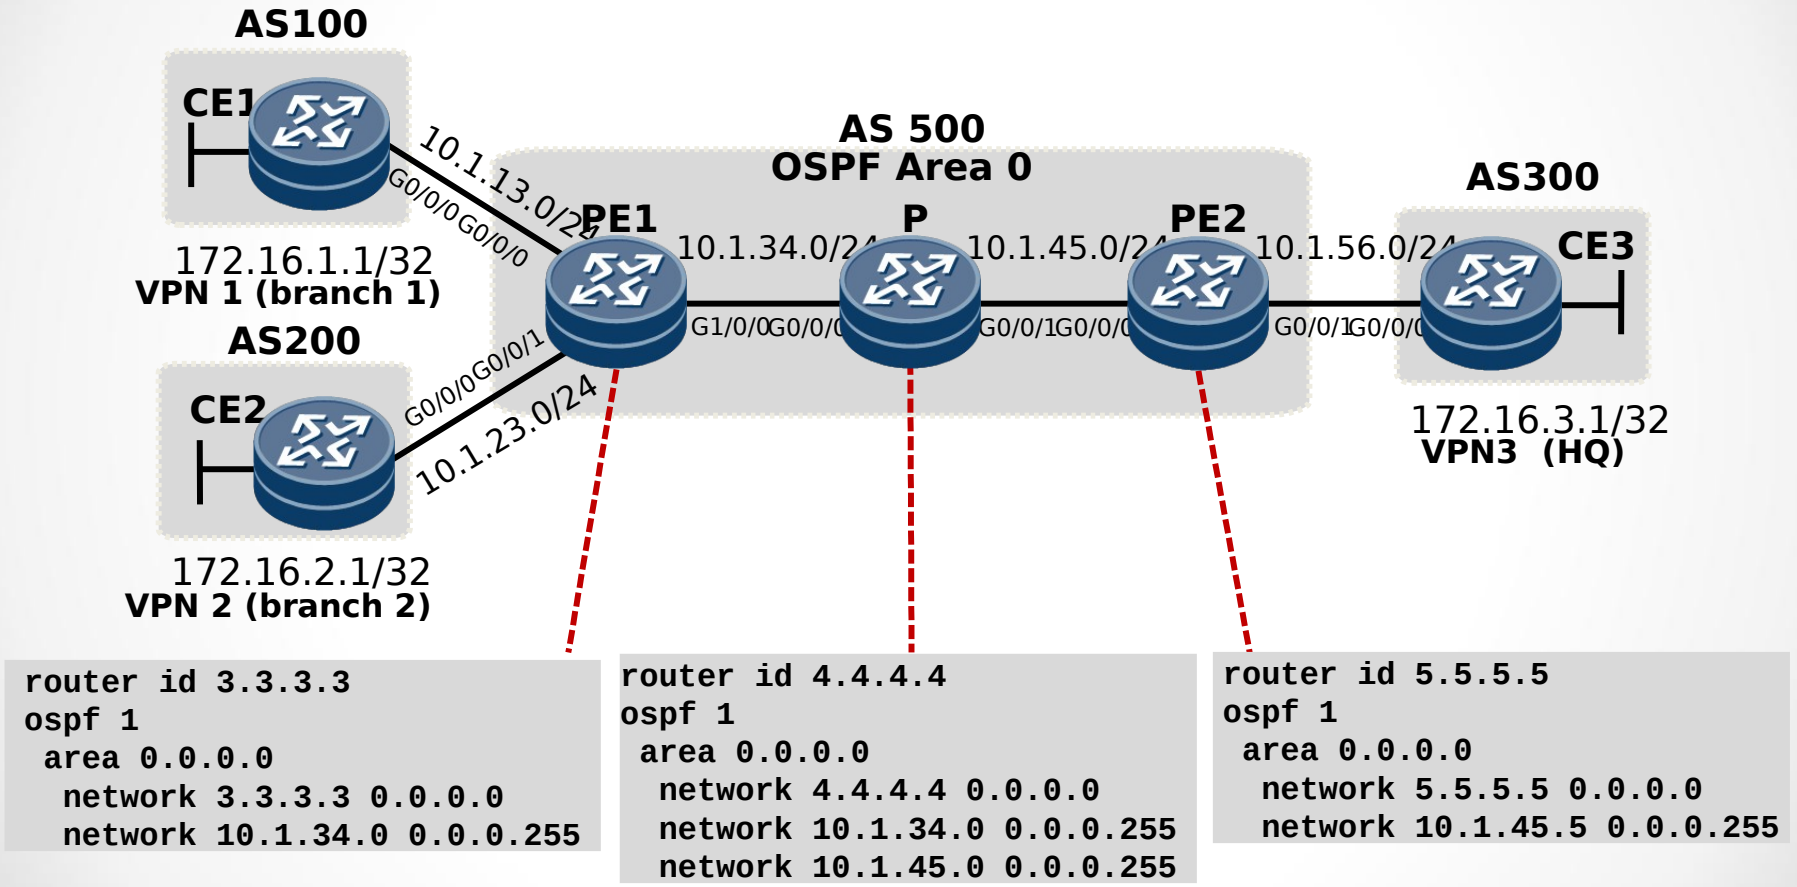 AS100
CE1
10.1.13.0/24
G0/0/0
G0/0/0
172.16.1.1/32
VPN 1 (branch 1)
AS 500
OSPF Area 0
PE1
P
PE2
10.1.34.0/24
10.1.45.0/24
10.1.56.0/24
G1/0/0
G0/0/0
G0/0/1
G0/0/0
G0/0/1
G0/0/0
AS300
CE3
172.16.3.1/32
VPN3 (HQ)
AS200
CE2
G0/0/0
G0/0/1
10.1.23.0/24
172.16.2.1/32
VPN 2 (branch 2)
router id 3.3.3.3
ospf 1
area 0.0.0.0
network 3.3.3.3 0.0.0.0
network 10.1.34.0 0.0.0.255
router id 4.4.4.4
ospf 1
area 0.0.0.0
network 4.4.4.4 0.0.0.0
network 10.1.34.0 0.0.0.255
network 10.1.45.0 0.0.0.255
router id 5.5.5.5
ospf 1
area 0.0.0.0
network 5.5.5.5 0.0.0.0
network 10.1.45.5 0.0.0.255